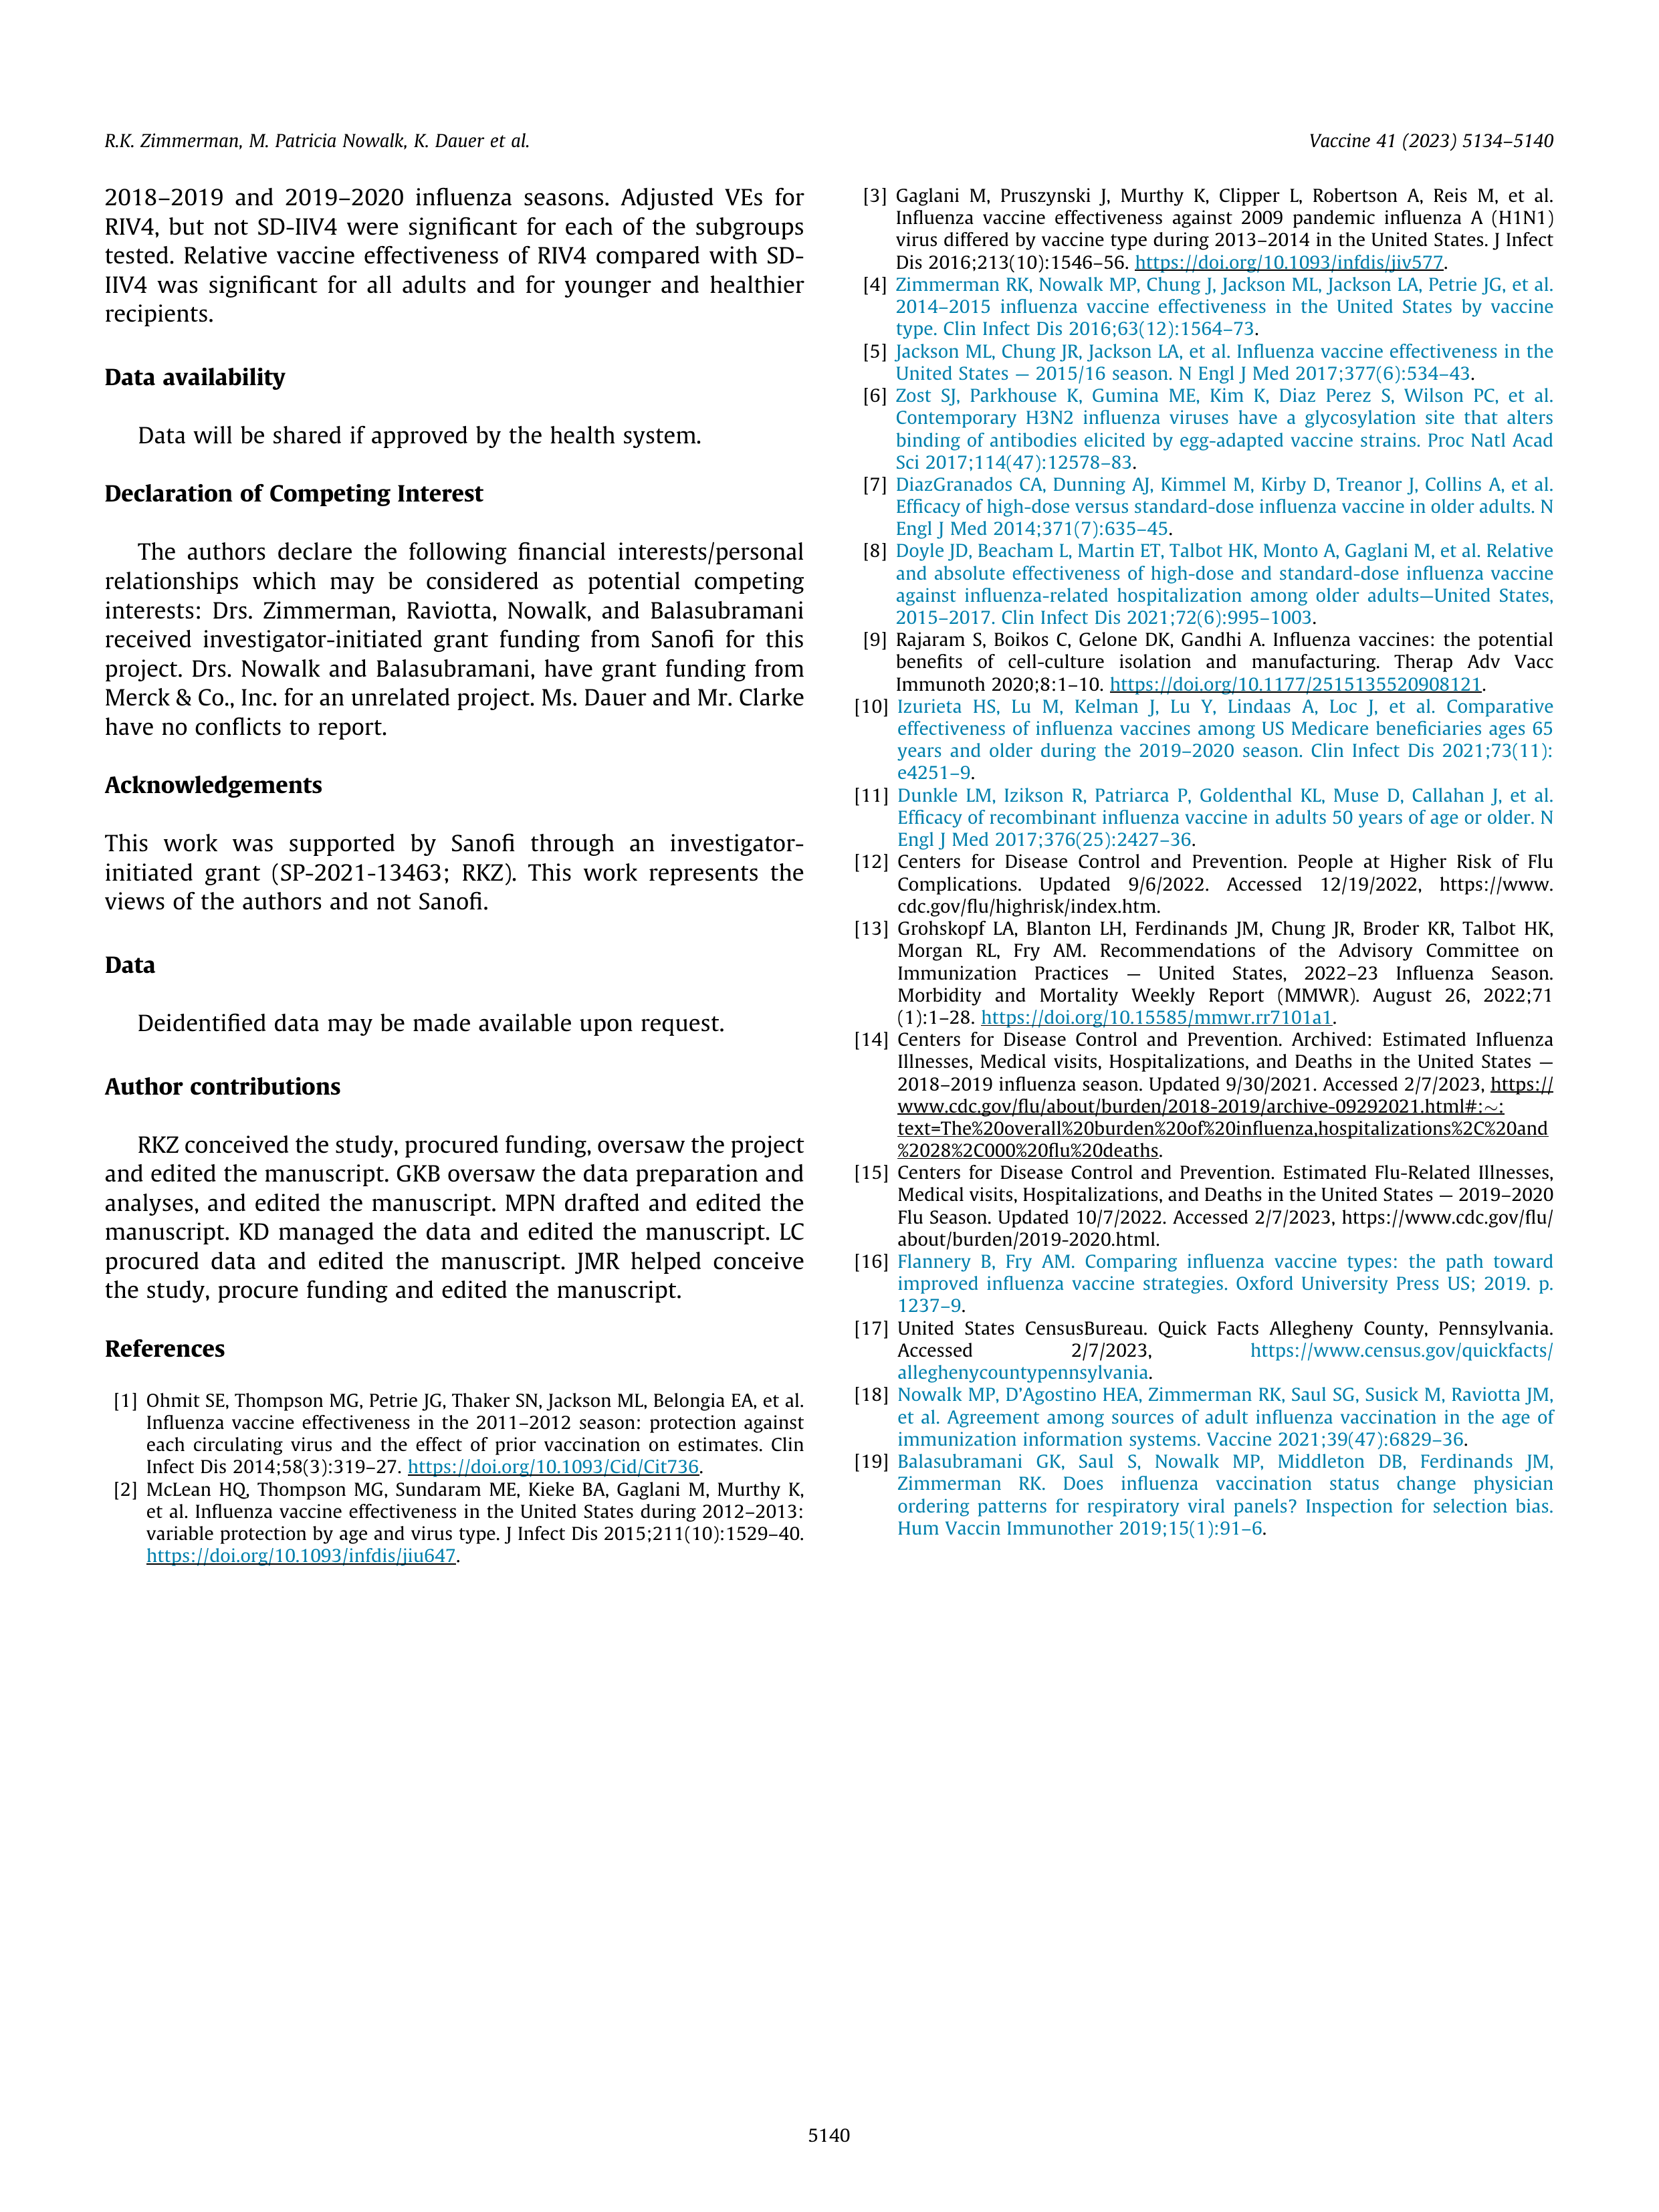 R.K. Zimmerman, M. Patricia Nowalk, K. Dauer et al.
Vaccine 41 (2023) 5134–5140
2018–2019 and 2019–2020 influenza seasons. Adjusted VEs for
RIV4, but not SD-IIV4 were significant for each of the subgroups
tested. Relative vaccine effectiveness of RIV4 compared with SD-
IIV4 was significant for all adults and for younger and healthier
recipients.
Data availability
Data will be shared if approved by the health system.
Declaration of Competing Interest
The authors declare the following financial interests/personal
relationships which may be considered as potential competing
interests: Drs. Zimmerman, Raviotta, Nowalk, and Balasubramani
received investigator-initiated grant funding from Sanofi for this
project. Drs. Nowalk and Balasubramani, have grant funding from
Merck & Co., Inc. for an unrelated project. Ms. Dauer and Mr. Clarke
have no conflicts to report.
Acknowledgements
This work was supported by Sanofi through an investigator-
initiated grant (SP-2021-13463; RKZ). This work represents the
views of the authors and not Sanofi.
Data
Deidentified data may be made available upon request.
Author contributions
RKZ conceived the study, procured funding, oversaw the project
and edited the manuscript. GKB oversaw the data preparation and
analyses, and edited the manuscript. MPN drafted and edited the
manuscript. KD managed the data and edited the manuscript. LC
procured data and edited the manuscript. JMR helped conceive
the study, procure funding and edited the manuscript.
References
[1] Ohmit SE, Thompson MG, Petrie JG, Thaker SN, Jackson ML, Belongia EA, et al.
Influenza vaccine effectiveness in the 2011–2012 season: protection against
each circulating virus and the effect of prior vaccination on estimates. Clin
Infect Dis 2014;58(3):319–27. https://doi.org/10.1093/Cid/Cit736.
[2] McLean HQ, Thompson MG, Sundaram ME, Kieke BA, Gaglani M, Murthy K,
et al. Influenza vaccine effectiveness in the United States during 2012–2013:
variable protection by age and virus type. J Infect Dis 2015;211(10):1529–40.
https://doi.org/10.1093/infdis/jiu647.
[3] Gaglani M, Pruszynski J, Murthy K, Clipper L, Robertson A, Reis M, et al.
Influenza vaccine effectiveness against 2009 pandemic influenza A (H1N1)
virus differed by vaccine type during 2013–2014 in the United States. J Infect
Dis 2016;213(10):1546–56. https://doi.org/10.1093/infdis/jiv577.
[4] Zimmerman RK, Nowalk MP, Chung J, Jackson ML, Jackson LA, Petrie JG, et al.
2014–2015 influenza vaccine effectiveness in the United States by vaccine
type. Clin Infect Dis 2016;63(12):1564–73.
[5] Jackson ML, Chung JR, Jackson LA, et al. Influenza vaccine effectiveness in the
United States — 2015/16 season. N Engl J Med 2017;377(6):534–43.
[6] Zost SJ, Parkhouse K, Gumina ME, Kim K, Diaz Perez S, Wilson PC, et al.
Contemporary H3N2 influenza viruses have a glycosylation site that alters
binding of antibodies elicited by egg-adapted vaccine strains. Proc Natl Acad
Sci 2017;114(47):12578–83.
[7] DiazGranados CA, Dunning AJ, Kimmel M, Kirby D, Treanor J, Collins A, et al.
Efficacy of high-dose versus standard-dose influenza vaccine in older adults. N
Engl J Med 2014;371(7):635–45.
[8] Doyle JD, Beacham L, Martin ET, Talbot HK, Monto A, Gaglani M, et al. Relative
and absolute effectiveness of high-dose and standard-dose influenza vaccine
against influenza-related hospitalization among older adults—United States,
2015–2017. Clin Infect Dis 2021;72(6):995–1003.
[9] Rajaram S, Boikos C, Gelone DK, Gandhi A. Influenza vaccines: the potential
benefits of cell-culture isolation and manufacturing. Therap Adv Vacc
Immunoth 2020;8:1–10. https://doi.org/10.1177/2515135520908121.
[10] Izurieta HS, Lu M, Kelman J, Lu Y, Lindaas A, Loc J, et al. Comparative
effectiveness of influenza vaccines among US Medicare beneficiaries ages 65
years and older during the 2019–2020 season. Clin Infect Dis 2021;73(11):
e4251–9.
[11] Dunkle LM, Izikson R, Patriarca P, Goldenthal KL, Muse D, Callahan J, et al.
Efficacy of recombinant influenza vaccine in adults 50 years of age or older. N
Engl J Med 2017;376(25):2427–36.
[12] Centers for Disease Control and Prevention. People at Higher Risk of Flu
Complications. Updated 9/6/2022. Accessed 12/19/2022, https://www.
cdc.gov/flu/highrisk/index.htm.
[13] Grohskopf LA, Blanton LH, Ferdinands JM, Chung JR, Broder KR, Talbot HK,
Morgan RL, Fry AM. Recommendations of the Advisory Committee on
Immunization Practices — United States, 2022–23 Influenza Season.
Morbidity and Mortality Weekly Report (MMWR). August 26, 2022;71
(1):1–28. https://doi.org/10.15585/mmwr.rr7101a1.
[14] Centers for Disease Control and Prevention. Archived: Estimated Influenza
Illnesses, Medical visits, Hospitalizations, and Deaths in the United States —
2018–2019 influenza season. Updated 9/30/2021. Accessed 2/7/2023, https://
www.cdc.gov/flu/about/burden/2018-2019/archive-09292021.html#:~:
text=The%20overall%20burden%20of%20influenza,hospitalizations%2C%20and
%2028%2C000%20flu%20deaths.
[15] Centers for Disease Control and Prevention. Estimated Flu-Related Illnesses,
Medical visits, Hospitalizations, and Deaths in the United States — 2019–2020
Flu Season. Updated 10/7/2022. Accessed 2/7/2023, https://www.cdc.gov/flu/
about/burden/2019-2020.html.
[16] Flannery B, Fry AM. Comparing influenza vaccine types: the path toward
improved influenza vaccine strategies. Oxford University Press US; 2019. p.
1237–9.
[17] United States CensusBureau. Quick Facts Allegheny County, Pennsylvania.
Accessed 2/7/2023, https://www.census.gov/quickfacts/
alleghenycountypennsylvania.
[18] Nowalk MP, D'Agostino HEA, Zimmerman RK, Saul SG, Susick M, Raviotta JM,
et al. Agreement among sources of adult influenza vaccination in the age of
immunization information systems. Vaccine 2021;39(47):6829–36.
[19] Balasubramani GK, Saul S, Nowalk MP, Middleton DB, Ferdinands JM,
Zimmerman RK. Does influenza vaccination status change physician
ordering patterns for respiratory viral panels? Inspection for selection bias.
Hum Vaccin Immunother 2019;15(1):91–6.
5140